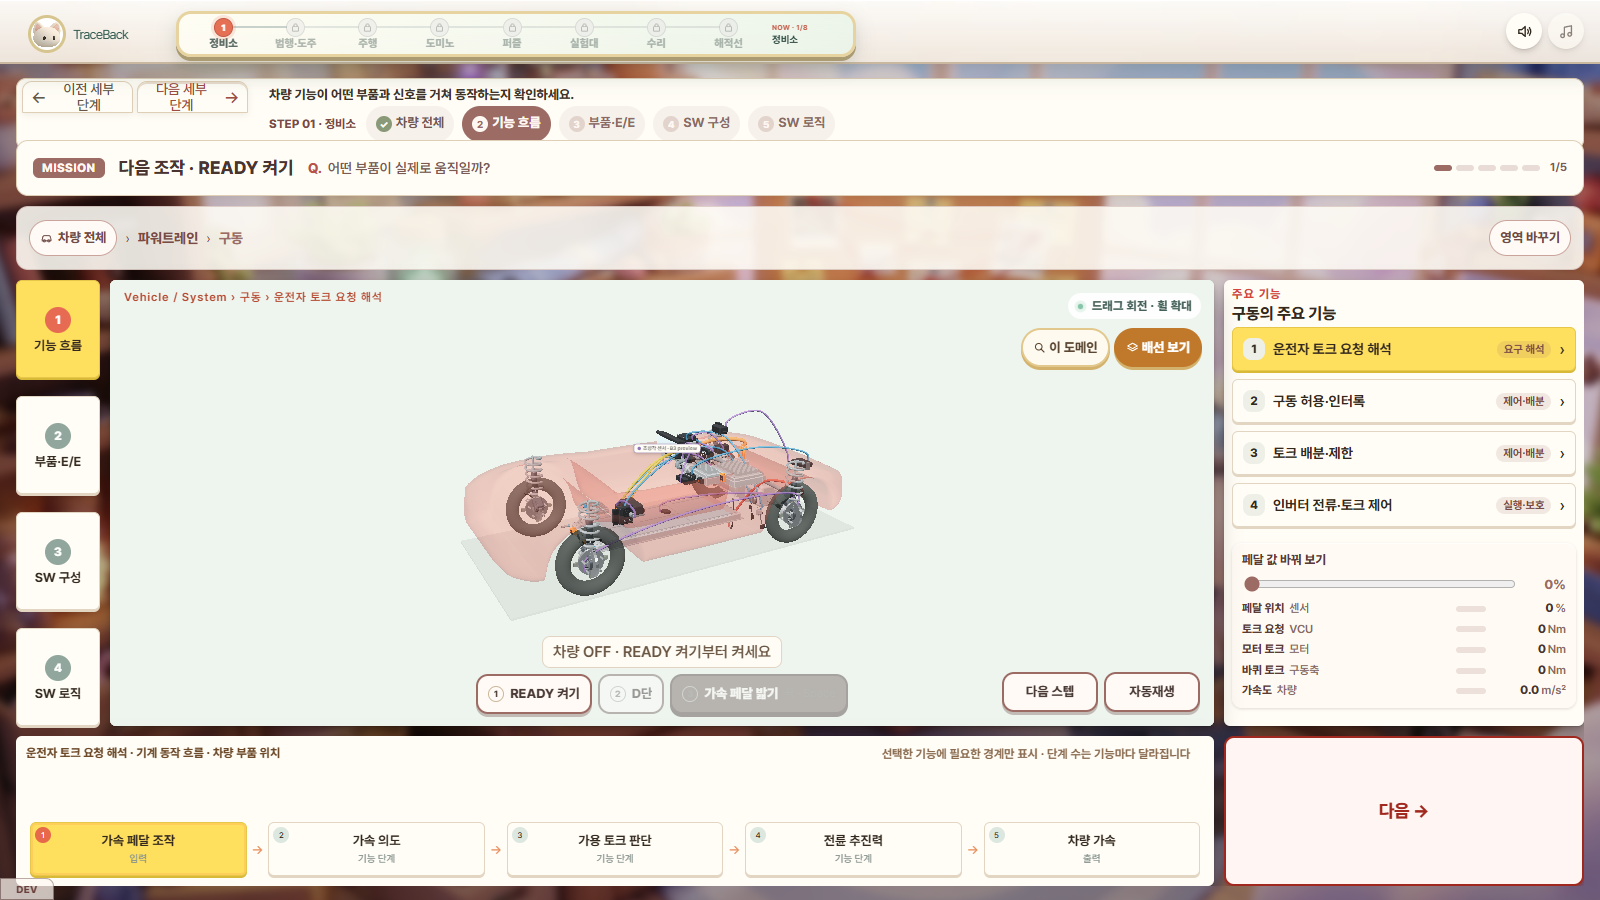 TraceBack
1
정비소
범행·도주
주행
도미노
퍼즐
실험대
수리
해적선
NOW · 1/8
정비소
← 이전 세부 단계
다음 세부 단계 →
차량 기능이 어떤 부품과 신호를 거쳐 동작하는지 확인하세요.
STEP 01 · 정비소
차량 전체
2 기능 흐름
3 부품·E/E
4 SW 구성
5 SW 로직
MISSION
다음 조작 · READY 켜기
Q. 어떤 부품이 실제로 움직일까?
1/5
차량 전체 › 파워트레인 › 구동
영역 바꾸기
1
기능 흐름
2
부품·E/E
3
SW 구성
4
SW 로직
Vehicle / System › 구동 › 운전자 토크 요청 해석
드래그 회전 · 휠 확대
이 도메인
배선 보기
차량 OFF · READY 켜기부터 켜세요
1 READY 켜기
2 D단
가속 페달 밟기
다음 스텝
자동재생
주요 기능
구동의 주요 기능
1 운전자 토크 요청 해석 요구 해석 ›
2 구동 허용·인터록 제어·배분 ›
3 토크 배분·제한 제어·배분 ›
4 인버터 전류·토크 제어 실행·보호 ›
페달 값 바꿔 보기
0%
페달 위치 센서 0 %
토크 요청 VCU 0 Nm
모터 토크 모터 0 Nm
바퀴 토크 구동축 0 Nm
가속도 차량 0.0 m/s²
운전자 토크 요청 해석 · 기계 동작 흐름 · 차량 부품 위치
선택한 기능에 필요한 경계만 표시 · 단계 수는 기능마다 달라집니다
1
가속 페달 조작
입력
→
2
가속 의도
기능 단계
→
3
가용 토크 판단
기능 단계
→
4
전륜 추진력
기능 단계
→
5
차량 가속
출력
다음 →
DEV